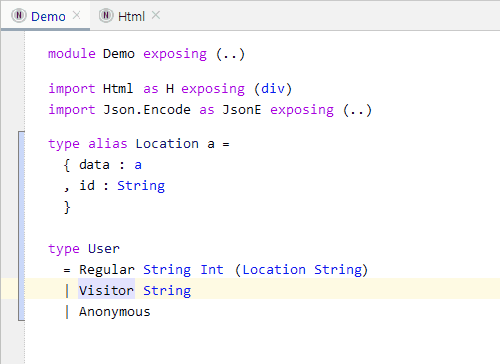 Demo Html
module Demo exposing (..)
import Html as H exposing (div)
import Json.Encode as JsonE exposing (..)
type alias Location a =
{ data : a
, id : String
}
type User
= Regular String Int (Location String)
| Visitor String
| Anonymous